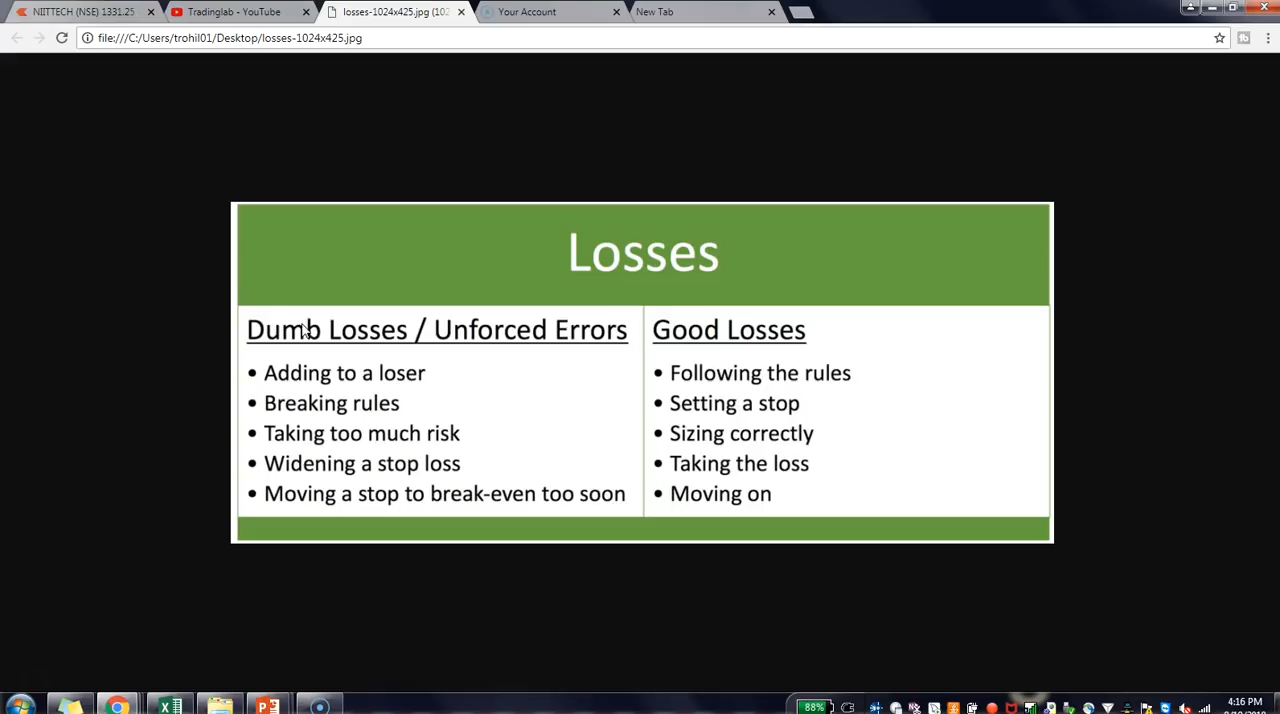 NIITTECH (NSE) 1331.25
Tradinglab - YouTube
losses-1024x425.jpg (102
Your Account
New Tab
file:///C:/Users/trohil01/Desktop/losses-1024x425.jpg
Losses
Dumb Losses / Unforced Errors
• Adding to a loser
• Breaking rules
• Taking too much risk
• Widening a stop loss
• Moving a stop to break-even too soon
Good Losses
• Following the rules
• Setting a stop
• Sizing correctly
• Taking the loss
• Moving on
88%
4:16 PM